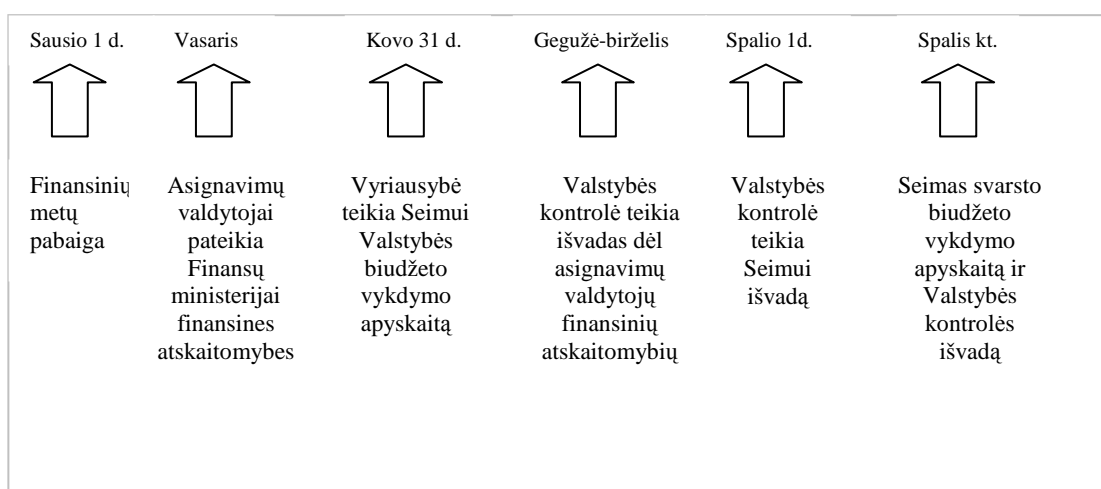 Sausio 1 d.
Vasaris
Kovo 31 d.
Gegužė-birželis
Spalio 1d.
Spalis kt.
Finansinių
metų
pabaiga
Asignavimų
valdytojai
pateikia
Finansų
ministerijai
finansines
atskaitomybes
Vyriausybė
teikia Seimui
Valstybės
biudžeto
vykdymo
apyskaitą
Valstybės
kontrolė teikia
išvadas dėl
asignavimų
valdytojų
finansinių
atskaitomybių
Valstybės
kontrolė
teikia
Seimui
išvadą
Seimas svarsto
biudžeto
vykdymo
apyskaitą ir
Valstybės
kontrolės
išvadą